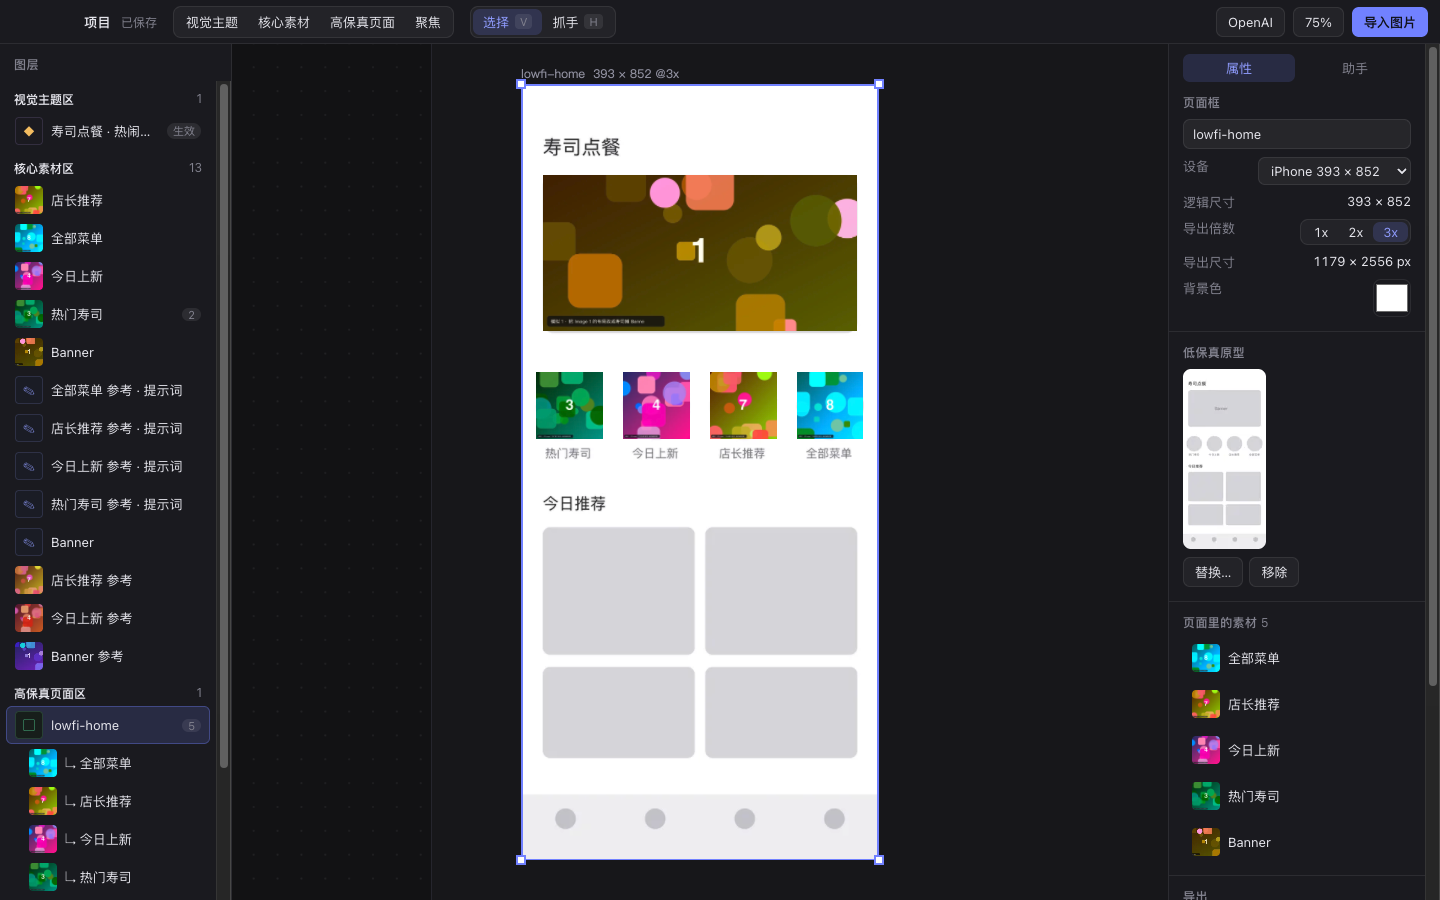 项目 已保存 视觉主题 核心素材 高保真页面 聚焦 选择 V 抓手 H OpenAI 75% 导入图片
图层
视觉主题区 1
寿司点餐 · 热闹... 生效
核心素材区 13
店长推荐
全部菜单
今日上新
热门寿司 2
Banner
全部菜单 参考 · 提示词
店长推荐 参考 · 提示词
今日上新 参考 · 提示词
热门寿司 参考 · 提示词
Banner
店长推荐 参考
今日上新 参考
Banner 参考
高保真页面区 1
lowfi-home 5
全部菜单
店长推荐
今日上新
热门寿司
lowfi-home 393 × 852 @3x
寿司点餐
1
3 4 7 8
热门寿司 今日上新 店长推荐 全部菜单
今日推荐
属性 助手
页面框
lowfi-home
设备 iPhone 393 × 852
逻辑尺寸 393 × 852
导出倍数 1x 2x 3x
导出尺寸 1179 × 2556 px
背景色
低保真原型
寿司点餐
Banner
今日推荐
替换... 移除
页面里的素材 5
全部菜单
店长推荐
今日上新
热门寿司
Banner
导出